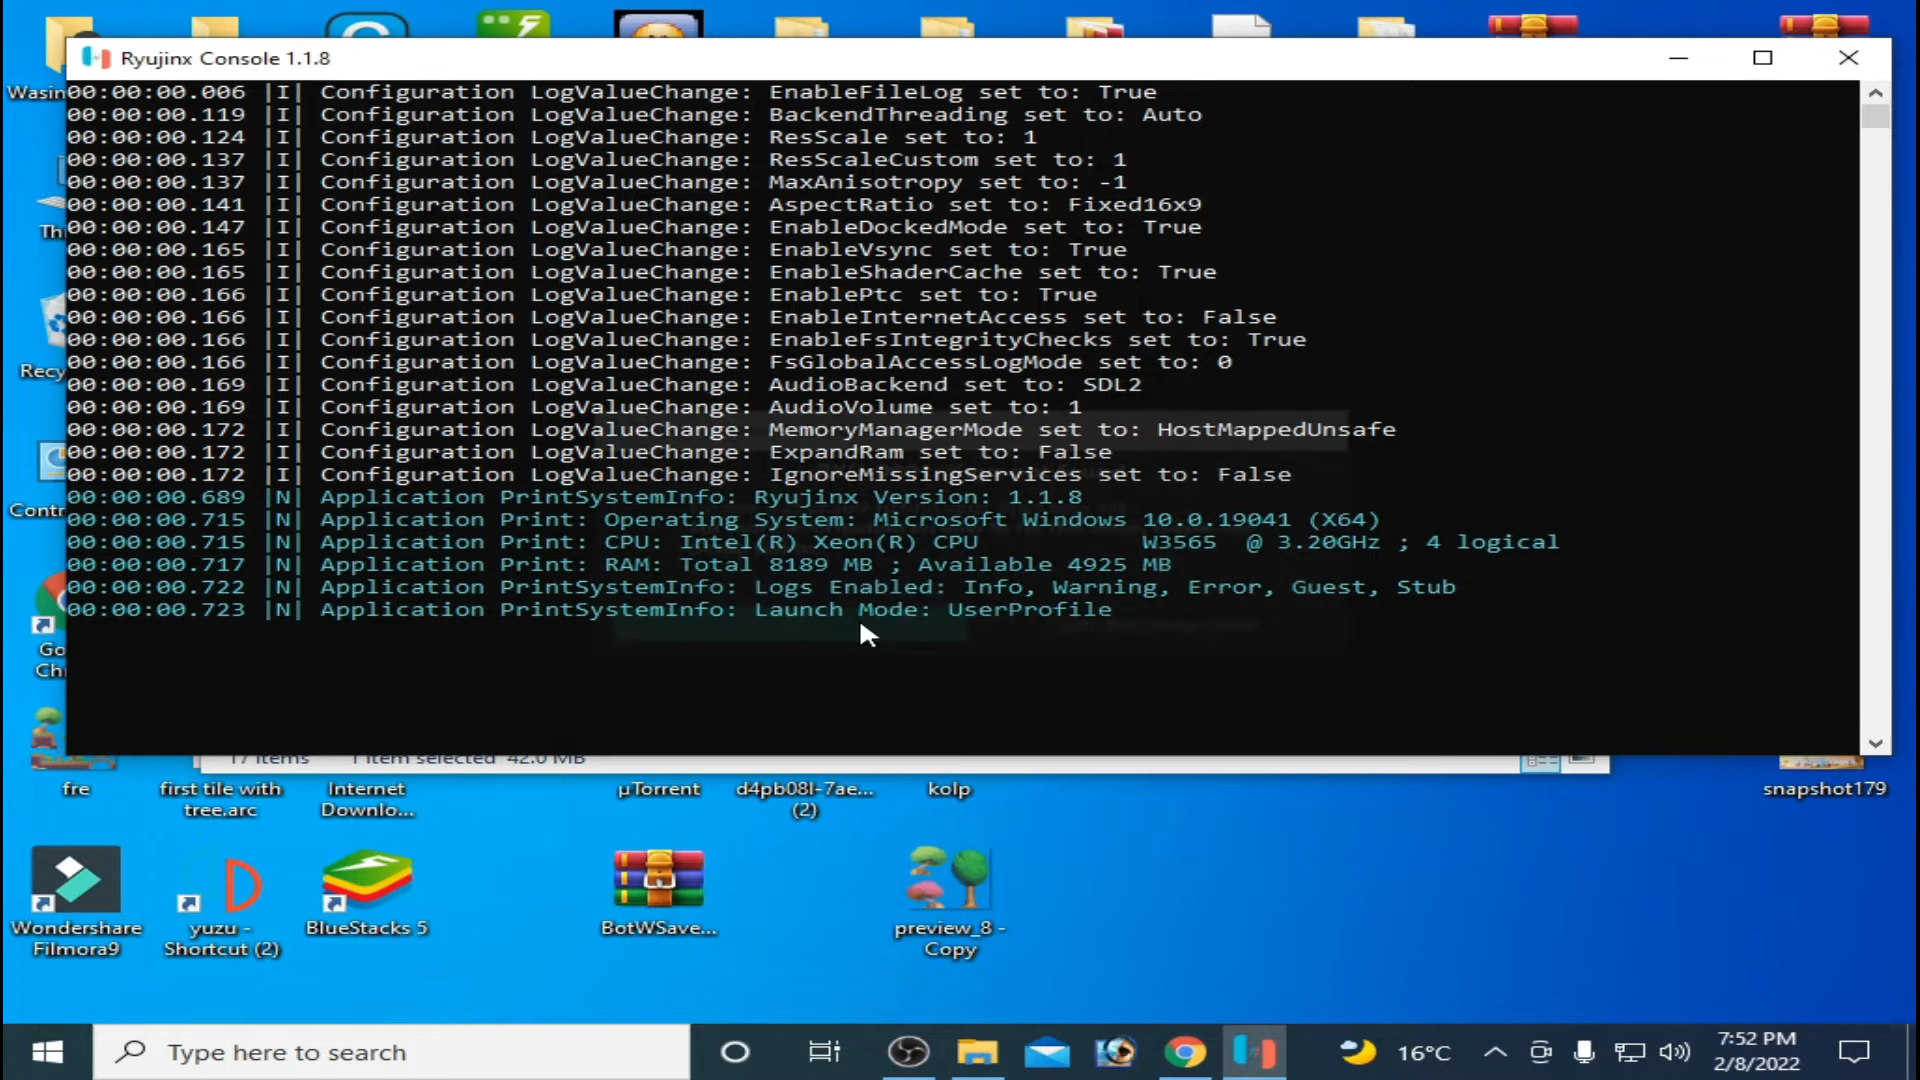 Ryujinx Console 1.1.8
00:00:00.006 |I| Configuration LogValueChange: EnableFileLog set to: True
00:00:00.119 |I| Configuration LogValueChange: BackendThreading set to: Auto
00:00:00.124 |I| Configuration LogValueChange: ResScale set to: 1
00:00:00.137 |I| Configuration LogValueChange: ResScaleCustom set to: 1
00:00:00.137 |I| Configuration LogValueChange: MaxAnisotropy set to: -1
00:00:00.141 |I| Configuration LogValueChange: AspectRatio set to: Fixed16x9
00:00:00.147 |I| Configuration LogValueChange: EnableDockedMode set to: True
00:00:00.165 |I| Configuration LogValueChange: EnableVsync set to: True
00:00:00.165 |I| Configuration LogValueChange: EnableShaderCache set to: True
00:00:00.166 |I| Configuration LogValueChange: EnablePtc set to: True
00:00:00.166 |I| Configuration LogValueChange: EnableInternetAccess set to: False
00:00:00.166 |I| Configuration LogValueChange: EnableFsIntegrityChecks set to: True
00:00:00.166 |I| Configuration LogValueChange: FsGlobalAccessLogMode set to: 0
00:00:00.169 |I| Configuration LogValueChange: AudioBackend set to: SDL2
00:00:00.169 |I| Configuration LogValueChange: AudioVolume set to: 1
00:00:00.172 |I| Configuration LogValueChange: MemoryManagerMode set to: HostMappedUnsafe
00:00:00.172 |I| Configuration LogValueChange: ExpandRam set to: False
00:00:00.172 |I| Configuration LogValueChange: IgnoreMissingServices set to: False
00:00:00.689 |N| Application PrintSystemInfo: Ryujinx Version: 1.1.8
00:00:00.715 |N| Application Print: Operating System: Microsoft Windows 10.0.19041 (X64)
00:00:00.715 |N| Application Print: CPU: Intel(R) Xeon(R) CPU W3565 @ 3.20GHz ; 4 logical
00:00:00.717 |N| Application Print: RAM: Total 8189 MB ; Available 4925 MB
00:00:00.722 |N| Application PrintSystemInfo: Logs Enabled: Info, Warning, Error, Guest, Stub
00:00:00.723 |N| Application PrintSystemInfo: Launch Mode: UserProfile
Wasin
Th
Recy
Contr
Go
Ch
17 items 1 item selected 42.0 MB
fre
first tile with
tree.arc
Internet
Downlo...
µTorrent
d4pb08l-7ae...
(2)
kolp
snapshot179
Wondershare
Filmora9
yuzu -
Shortcut (2)
BlueStacks 5
BotWSave...
preview_8 -
Copy
Type here to search
16°C
7:52 PM
2/8/2022